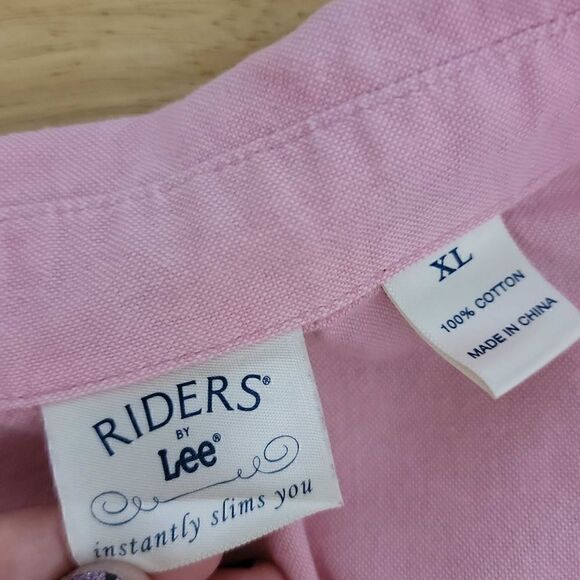 RIDERS®
BY
Lee®
instantly slims you
XL
100% COTTON
MADE IN CHINA